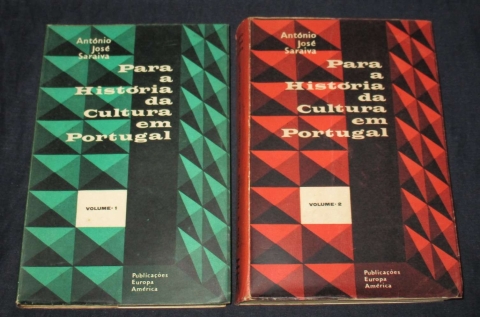 António
José
Saraiva
Para
a
História
da
Cultura
em
Portugal
VOLUME-1
Publicações
Europa
América
António
José
Saraiva
Para
a
História
da
Cultura
em
Portugal
VOLUME-2
Publicações
Europa
América